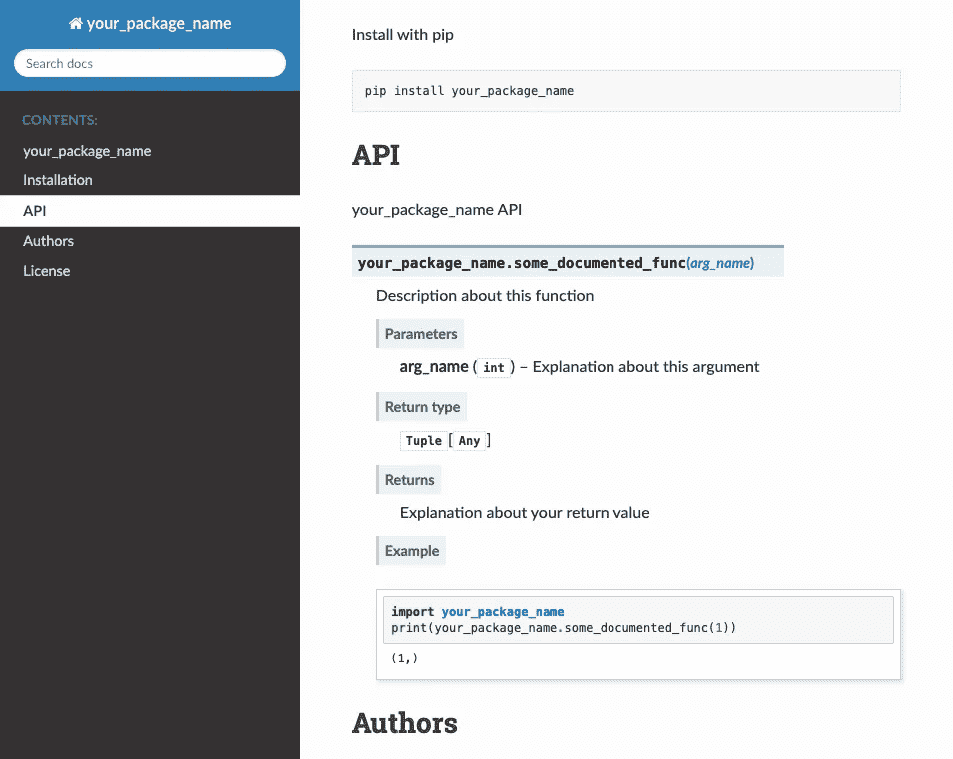 your_package_name
Search docs
CONTENTS:
your_package_name
Installation
API
Authors
License
Install with pip
pip install your_package_name
API
your_package_name API
your_package_name.some_documented_func(arg_name)
Description about this function
Parameters
arg_name ( int ) – Explanation about this argument
Return type
Tuple [ Any ]
Returns
Explanation about your return value
Example
import your_package_name
print(your_package_name.some_documented_func(1))
(1,)
Authors